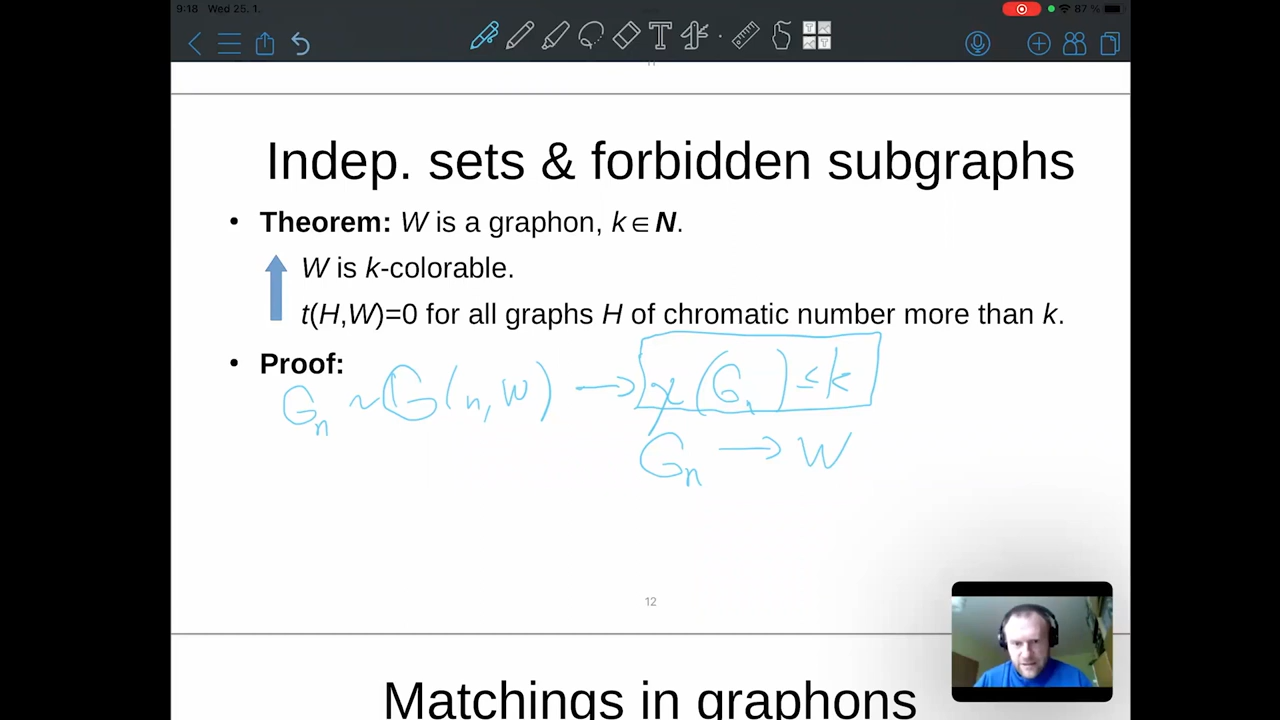 9:18 Wed 25. 1.
87 %
Indep. sets & forbidden subgraphs
• Theorem: W is a graphon, k∈N.
W is k-colorable.
t(H,W)=0 for all graphs H of chromatic number more than k.
• Proof:
Gₙ ~ G(n, W) → χ(Gₙ) ≤ k
Gₙ → W
12
Matchings in graphons